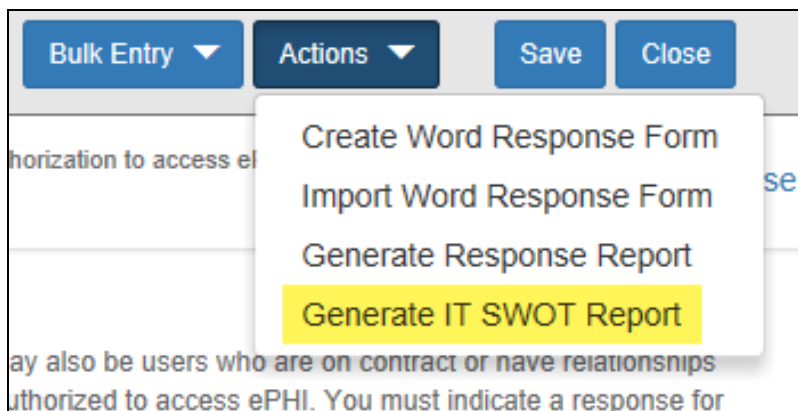 Bulk Entry Actions Save Close
Create Word Response Form
horization to access
Import Word Response Form
Generate Response Report
Generate IT SWOT Report
ay also be users who are on contract or have relationships
uthorized to access ePHI. You must indicate a response for